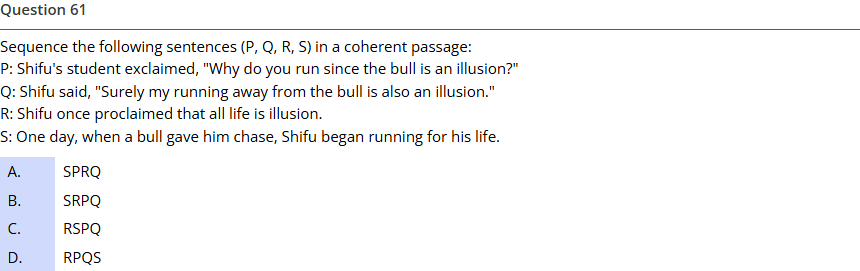 Question 61
Sequence the following sentences (P, Q, R, S) in a coherent passage:
P: Shifu's student exclaimed, "Why do you run since the bull is an illusion?"
Q: Shifu said, "Surely my running away from the bull is also an illusion."
R: Shifu once proclaimed that all life is illusion.
S: One day, when a bull gave him chase, Shifu began running for his life.
A. SPRQ
B. SRPQ
C. RSPQ
D. RPQS